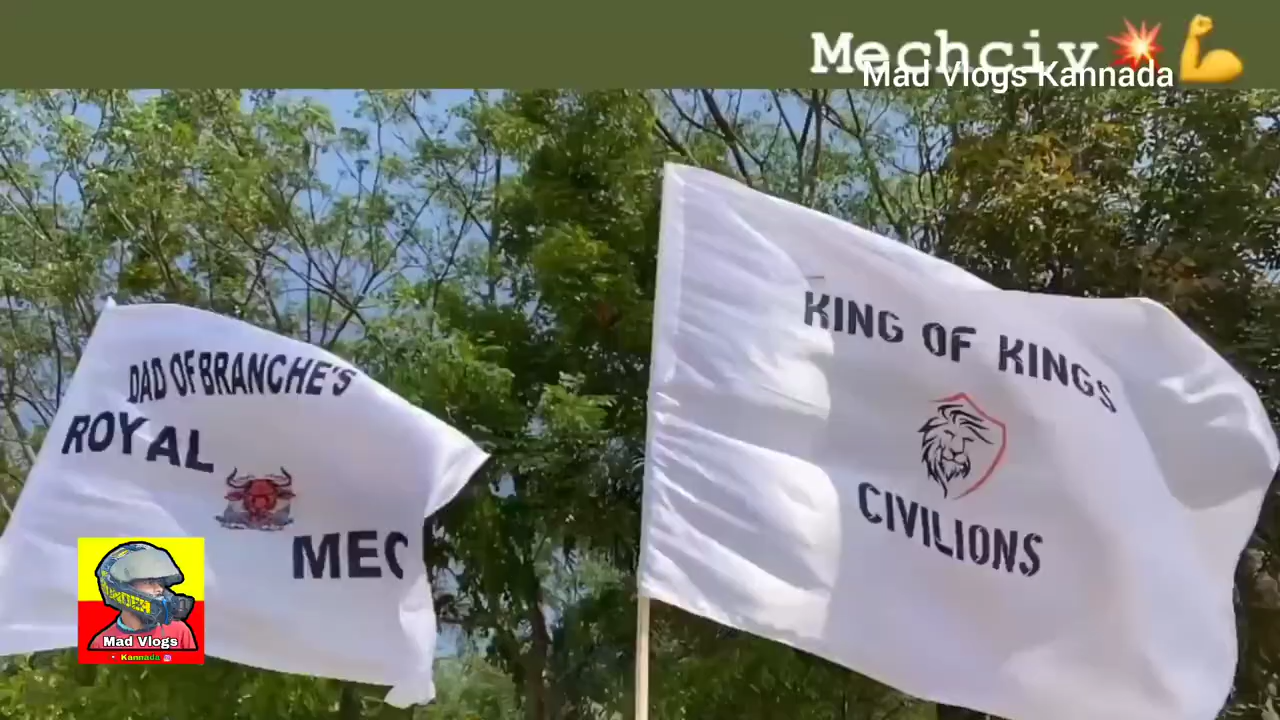 Mechciv💥💪
Mad Vlogs Kannada
DAD OF BRANCHE'S
ROYAL
MEC
KING OF KINGS
CIVILIONS
Mad Vlogs
Kannada